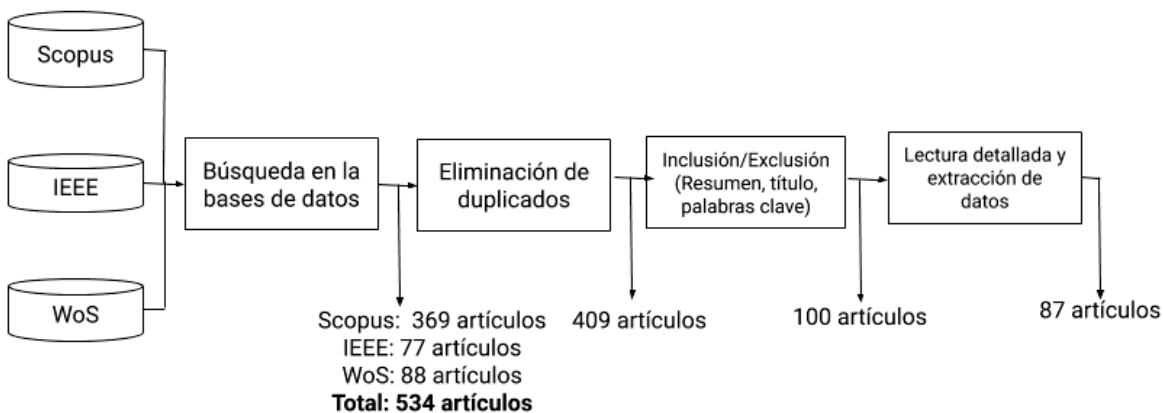 Scopus
IEEE
WoS
Búsqueda en la
bases de datos
Eliminación de
duplicados
Inclusión/Exclusión
(Resumen, título,
palabras clave)
Lectura detallada y
extracción de
datos
Scopus: 369 artículos
IEEE: 77 artículos
WoS: 88 artículos
Total: 534 artículos
409 artículos
100 artículos
87 artículos